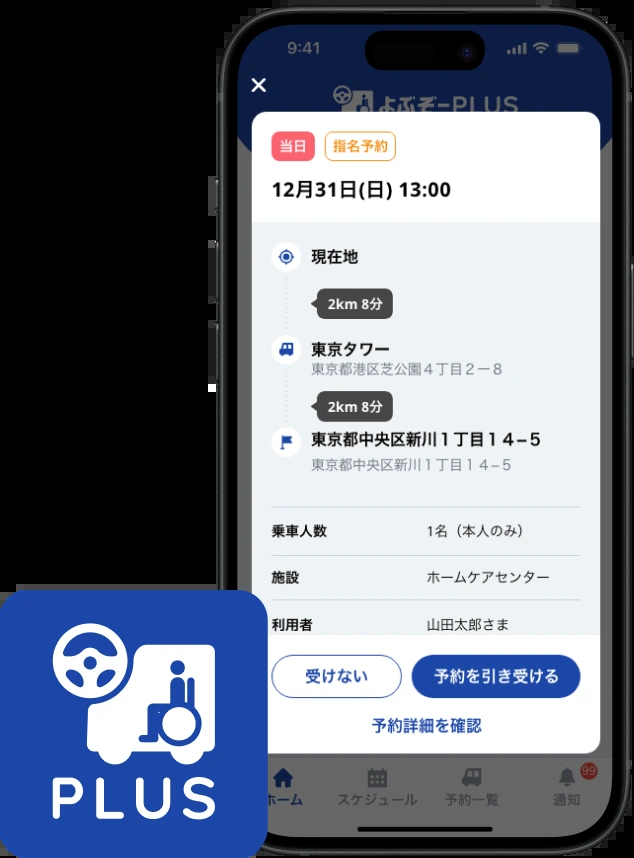 9:41
よぶぞーPLUS
当日 指名予約
12月31日(日) 13:00
現在地
2km 8分
東京タワー
東京都港区芝公園４丁目２−８
2km 8分
東京都中央区新川１丁目１４−５
東京都中央区新川１丁目１４−５
乗車人数 1名（本人のみ）
施設 ホームケアセンター
利用者 山田太郎さま
受けない 予約を引き受ける
予約詳細を確認
99
ホーム スケジュール 予約一覧 通知
PLUS